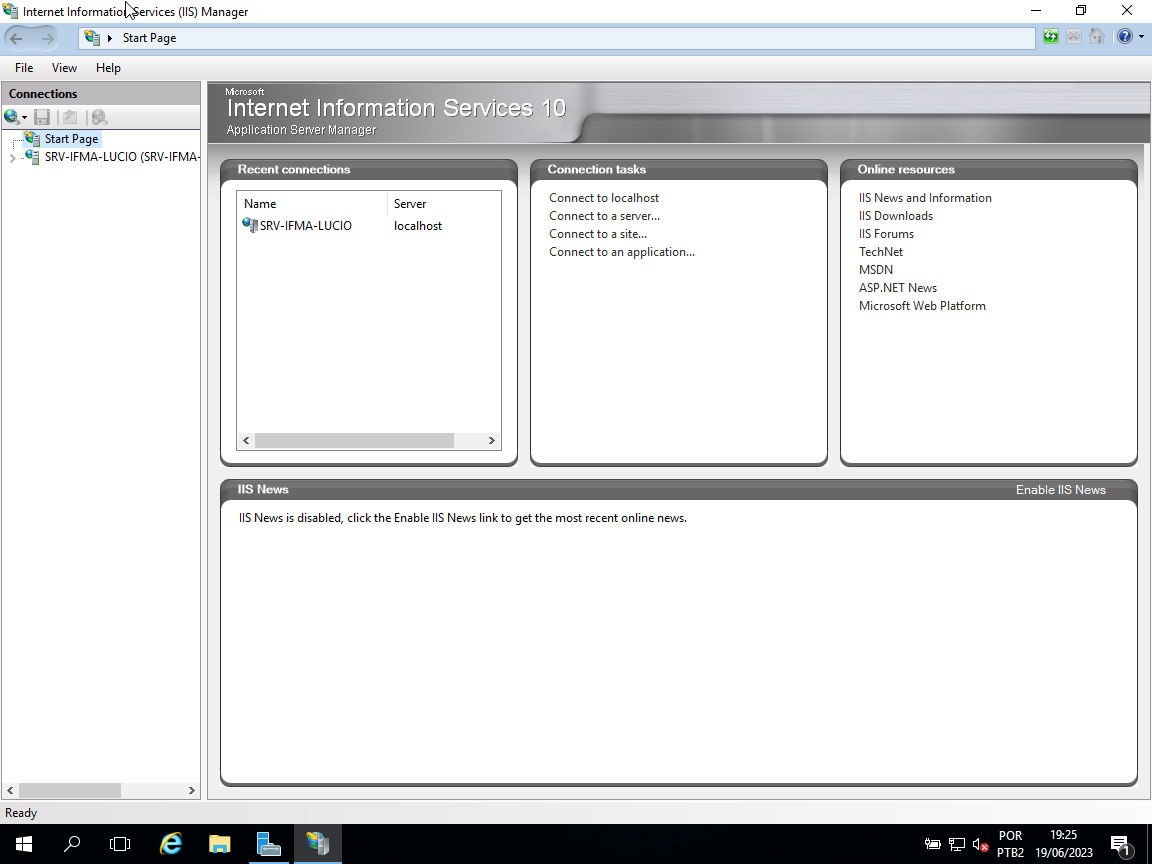 Internet Information Services (IIS) Manager
Start Page
File View Help
Connections
Start Page
SRV-IFMA-LUCIO (SRV-IFMA-
Microsoft
Internet Information Services 10
Application Server Manager
Recent connections
Name Server
SRV-IFMA-LUCIO localhost
Connection tasks
Connect to localhost
Connect to a server...
Connect to a site...
Connect to an application...
Online resources
IIS News and Information
IIS Downloads
IIS Forums
TechNet
MSDN
ASP.NET News
Microsoft Web Platform
IIS News Enable IIS News
IIS News is disabled, click the Enable IIS News link to get the most recent online news.
Ready
POR 19:25
PTB2 19/06/2023
1